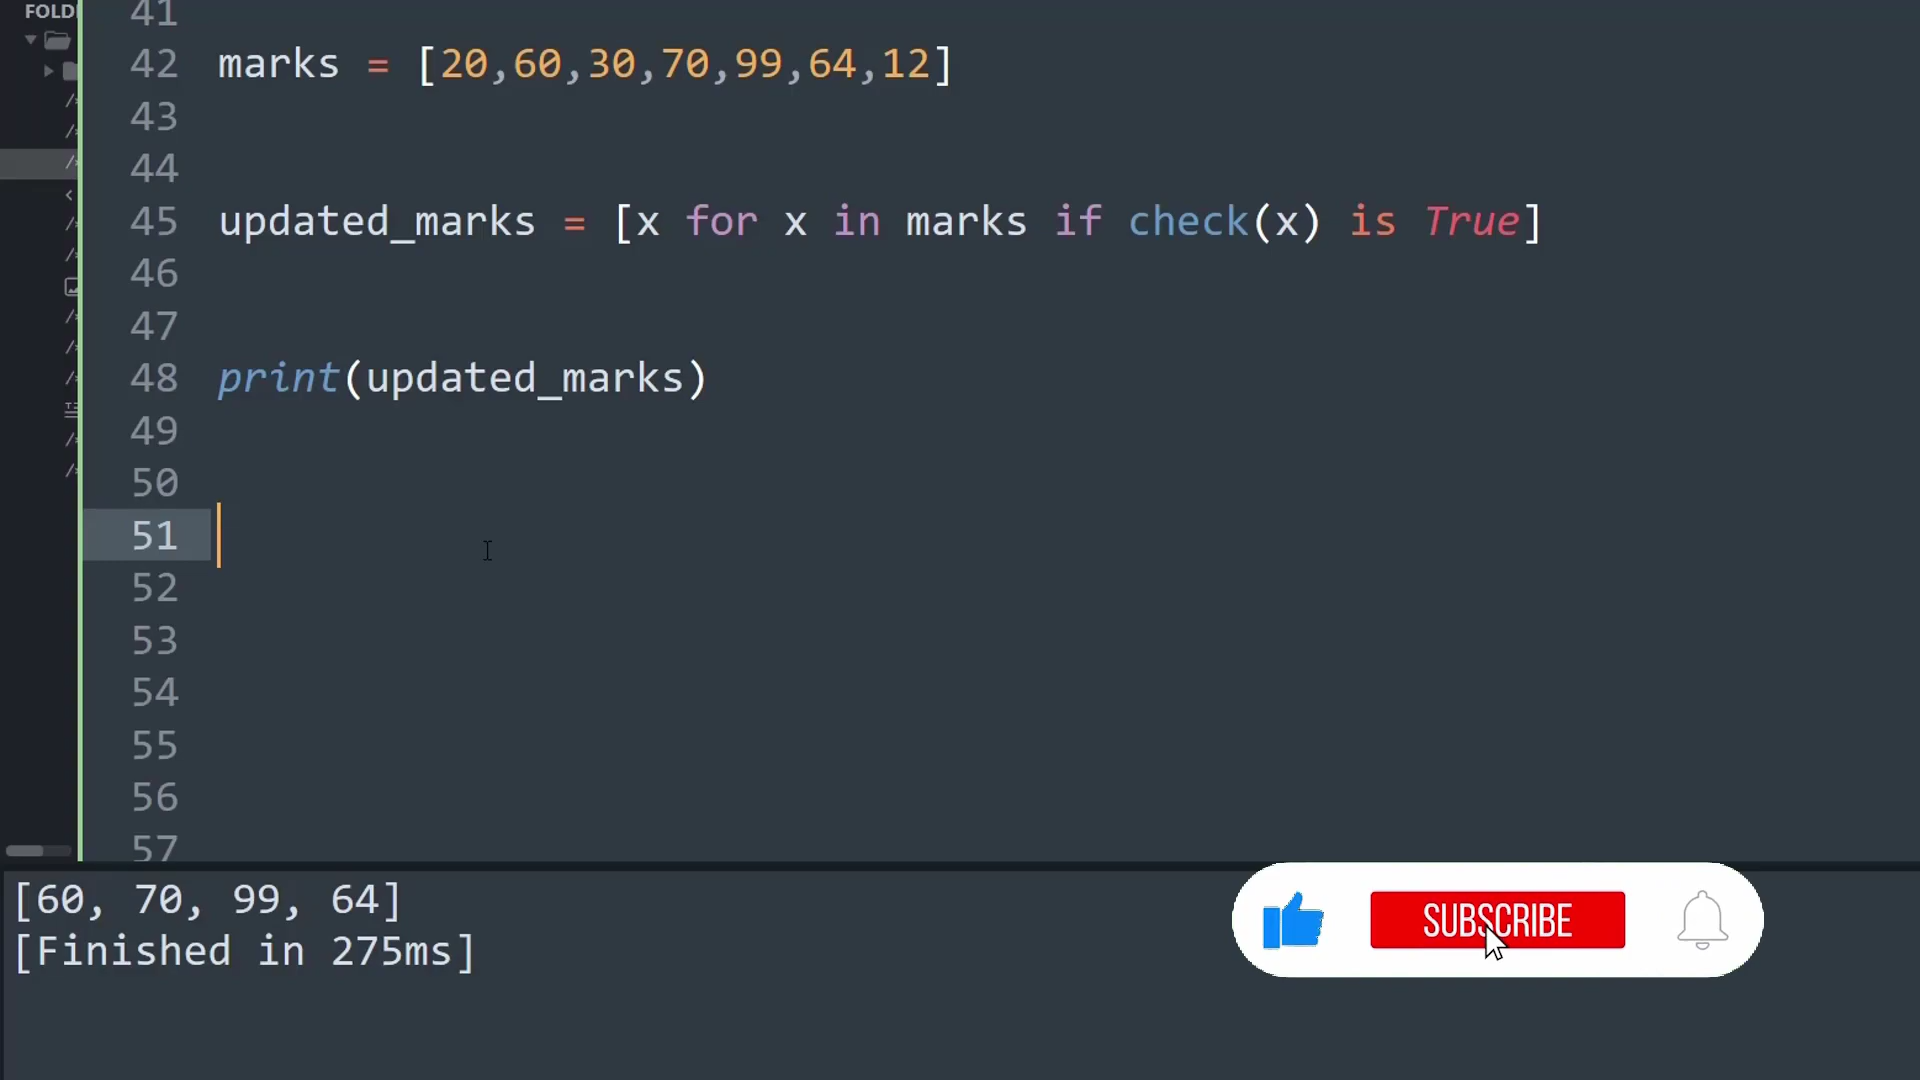 FOLD
41
42 marks = [20,60,30,70,99,64,12]
43
44
45 updated_marks = [x for x in marks if check(x) is True]
46
47
48 print(updated_marks)
49
50
51
52
53
54
55
56
57
[60, 70, 99, 64]
[Finished in 275ms]
SUBSCRIBE